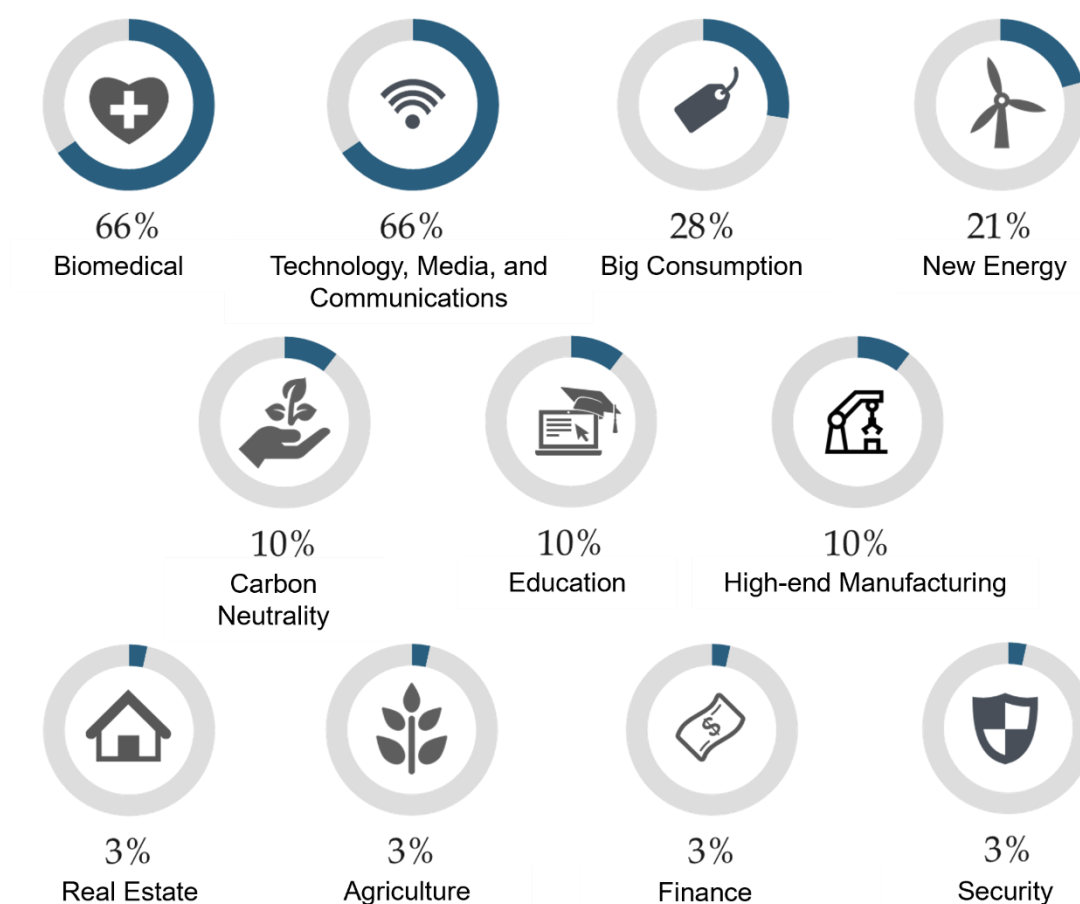 66% 66% 28% 21%
Biomedical Technology, Media, and Big Consumption New Energy
Communications
10% 10% 10%
Carbon Education High-end Manufacturing
Neutrality
$
3% 3% 3% 3%
Real Estate Agriculture Finance Security